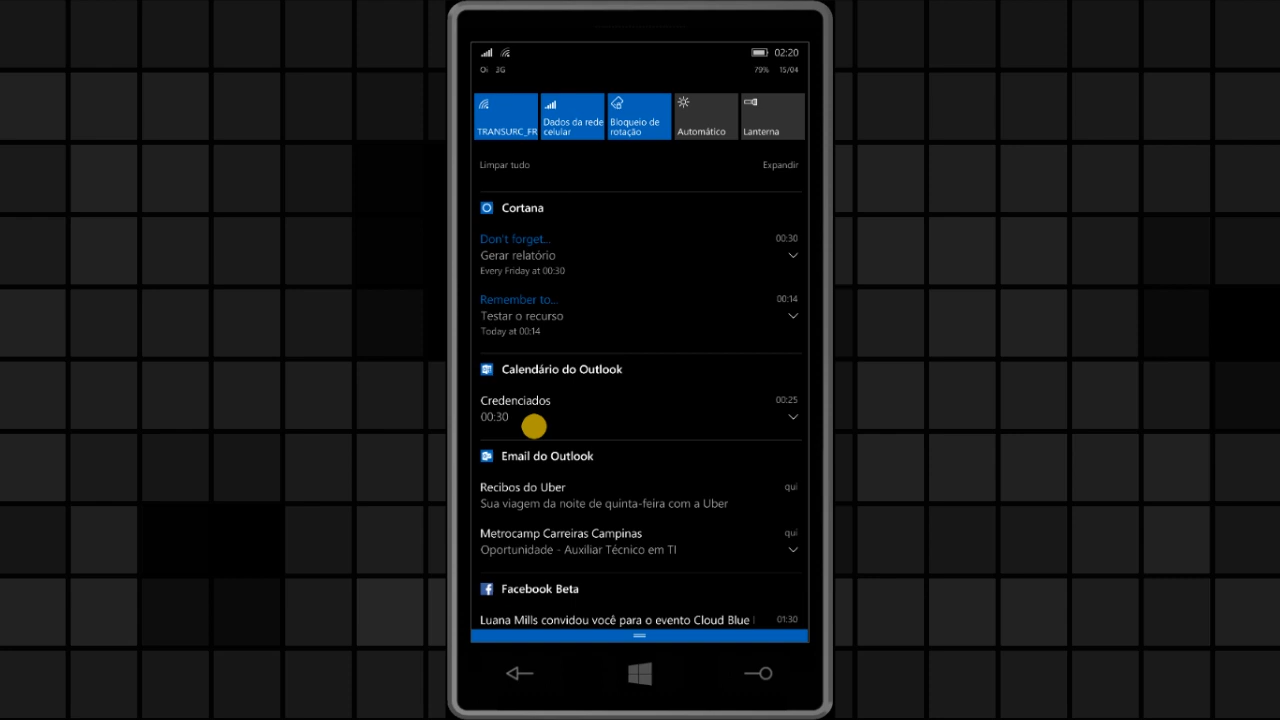 02:20
Oi 3G 79% 15/04
TRANSURC_FR
Dados da rede celular
Bloqueio de rotação
Automático
Lanterna
Limpar tudo Expandir
Cortana
Don't forget... 00:30
Gerar relatório
Every Friday at 00:30
Remember to... 00:14
Testar o recurso
Today at 00:14
Calendário do Outlook
Credenciados 00:25
00:30
Email do Outlook
Recibos do Uber qui
Sua viagem da noite de quinta-feira com a Uber
Metrocamp Carreiras Campinas qui
Oportunidade - Auxiliar Técnico em TI
Facebook Beta
Luana Mills convidou você para o evento Cloud Blue 01:30